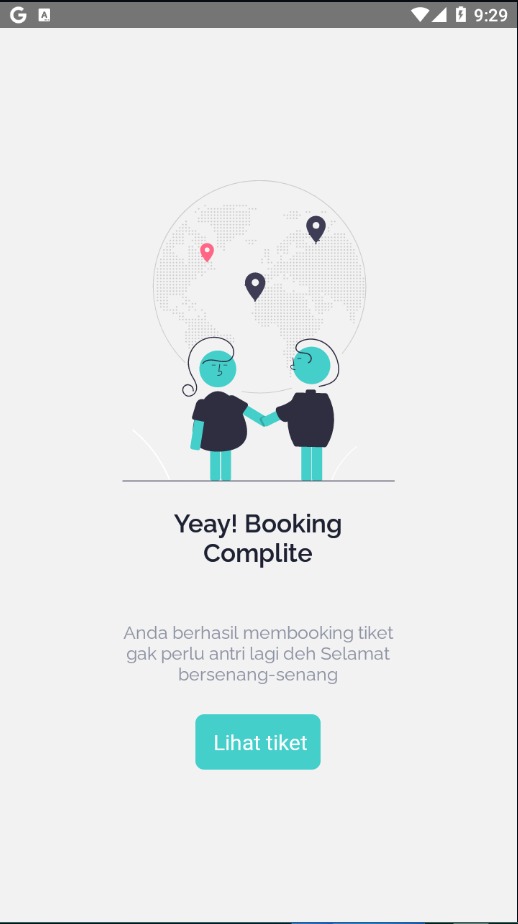 9:29
Yeay! Booking
Complite
Anda berhasil membooking tiket
gak perlu antri lagi deh Selamat
bersenang-senang
Lihat tiket